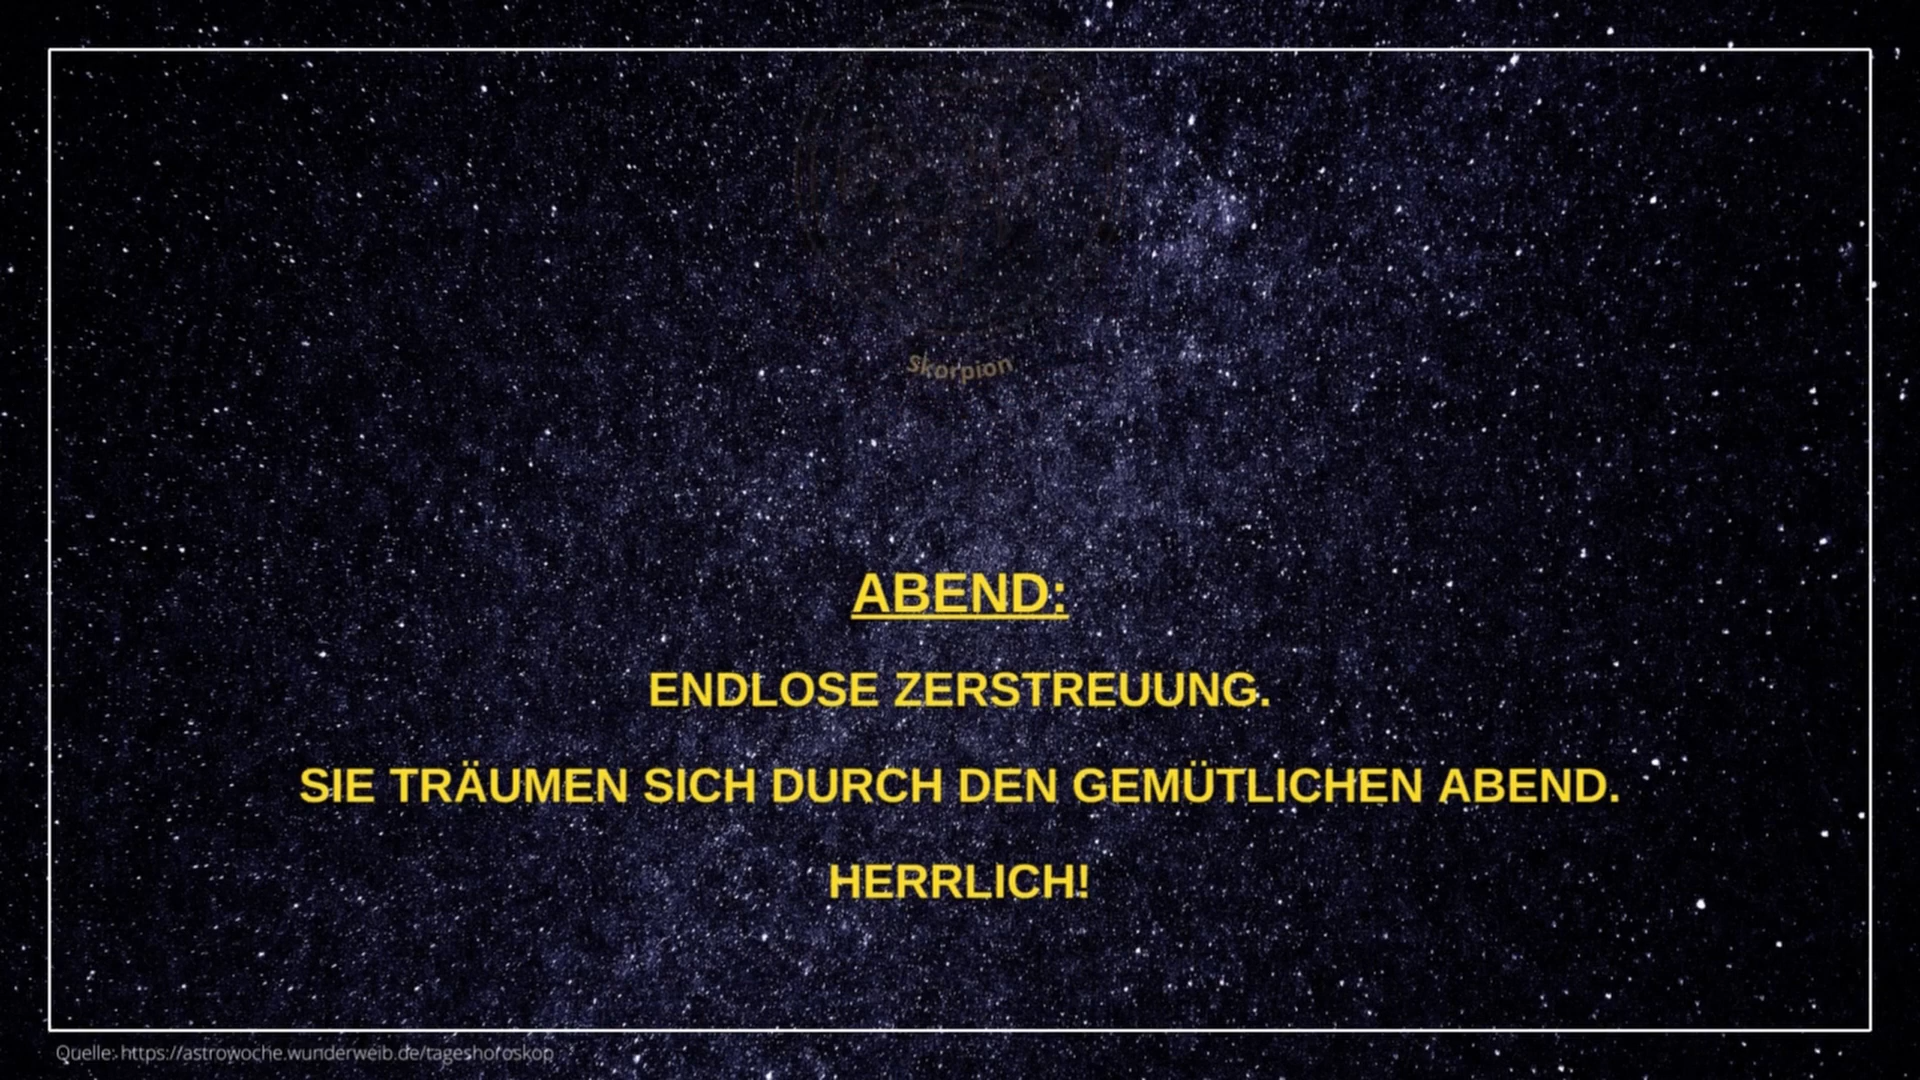 skorpion
ABEND:
ENDLOSE ZERSTREUUNG.
SIE TRÄUMEN SICH DURCH DEN GEMÜTLICHEN ABEND.
HERRLICH!
Quelle: https://astrowoche.wunderweib.de/tageshoroskop